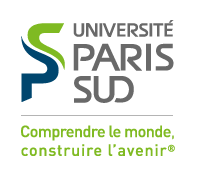 UNIVERSITÉ
PARIS
SUD
Comprendre le monde,
construire l'avenir®